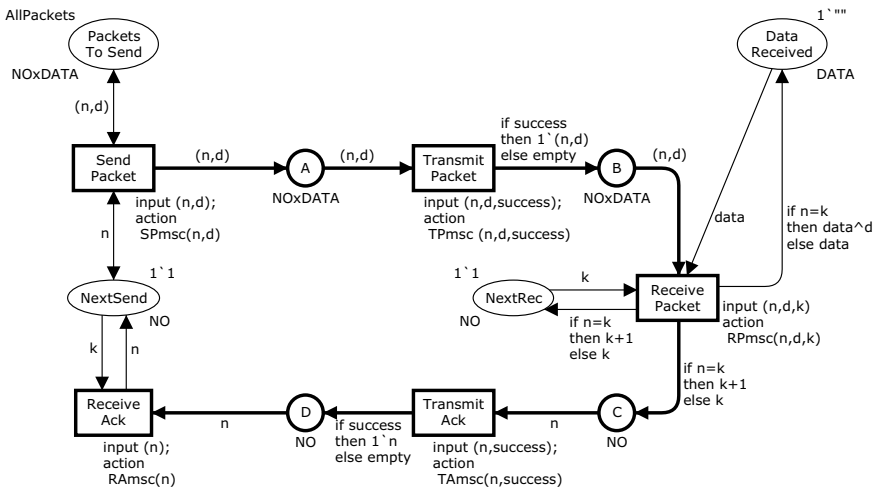 AllPackets
Packets
To Send
NOxDATA
(n,d)
1`""
Data
Received
DATA
Send
Packet
(n,d)
A
NOxDATA
(n,d)
Transmit
Packet
if success
then 1`(n,d)
else empty
B
NOxDATA
(n,d)
input (n,d);
action
SPmsc(n,d)
input (n,d,success);
action
TPmsc (n,d,success)
data
if n=k
then data^d
else data
n
1`1
NextSend
NO
1`1
NextRec
NO
k
if n=k
then k+1
else k
Receive
Packet
input (n,d,k)
action
RPmsc(n,d,k)
k
n
if n=k
then k+1
else k
Receive
Ack
n
D
NO
if success
then 1`n
else empty
Transmit
Ack
n
C
NO
input (n);
action
RAmsc(n)
input (n,success);
action
TAmsc(n,success)